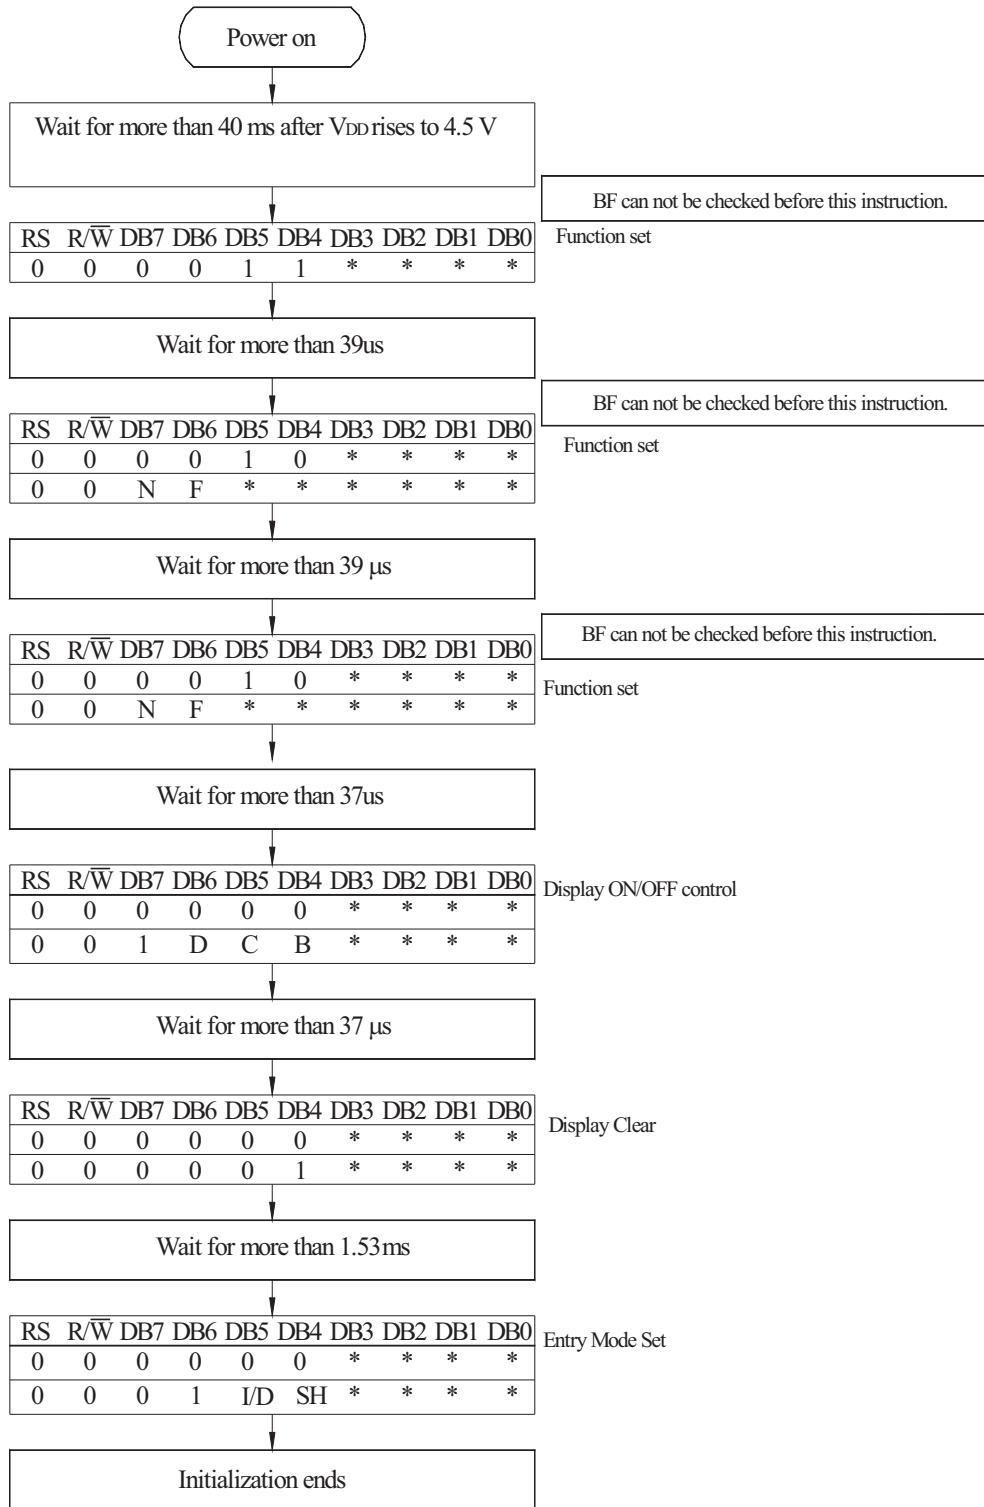 Power on
Wait for more than 40 ms after VDD rises to 4.5 V
BF can not be checked before this instruction.
RS R/W̅ DB7 DB6 DB5 DB4 DB3 DB2 DB1 DB0
Function set
0 0 0 0 1 1 * * * *
Wait for more than 39us
BF can not be checked before this instruction.
RS R/W̅ DB7 DB6 DB5 DB4 DB3 DB2 DB1 DB0
Function set
0 0 0 0 1 0 * * * *
0 0 N F * * * * * *
Wait for more than 39 µs
BF can not be checked before this instruction.
RS R/W̅ DB7 DB6 DB5 DB4 DB3 DB2 DB1 DB0
0 0 0 0 1 0 * * * *
Function set
0 0 N F * * * * * *
Wait for more than 37us
RS R/W̅ DB7 DB6 DB5 DB4 DB3 DB2 DB1 DB0
Display ON/OFF control
0 0 0 0 0 0 * * * *
0 0 1 D C B * * * *
Wait for more than 37 µs
RS R/W̅ DB7 DB6 DB5 DB4 DB3 DB2 DB1 DB0
Display Clear
0 0 0 0 0 0 * * * *
0 0 0 0 0 1 * * * *
Wait for more than 1.53ms
RS R/W̅ DB7 DB6 DB5 DB4 DB3 DB2 DB1 DB0
Entry Mode Set
0 0 0 0 0 0 * * * *
0 0 0 1 I/D SH * * * *
Initialization ends